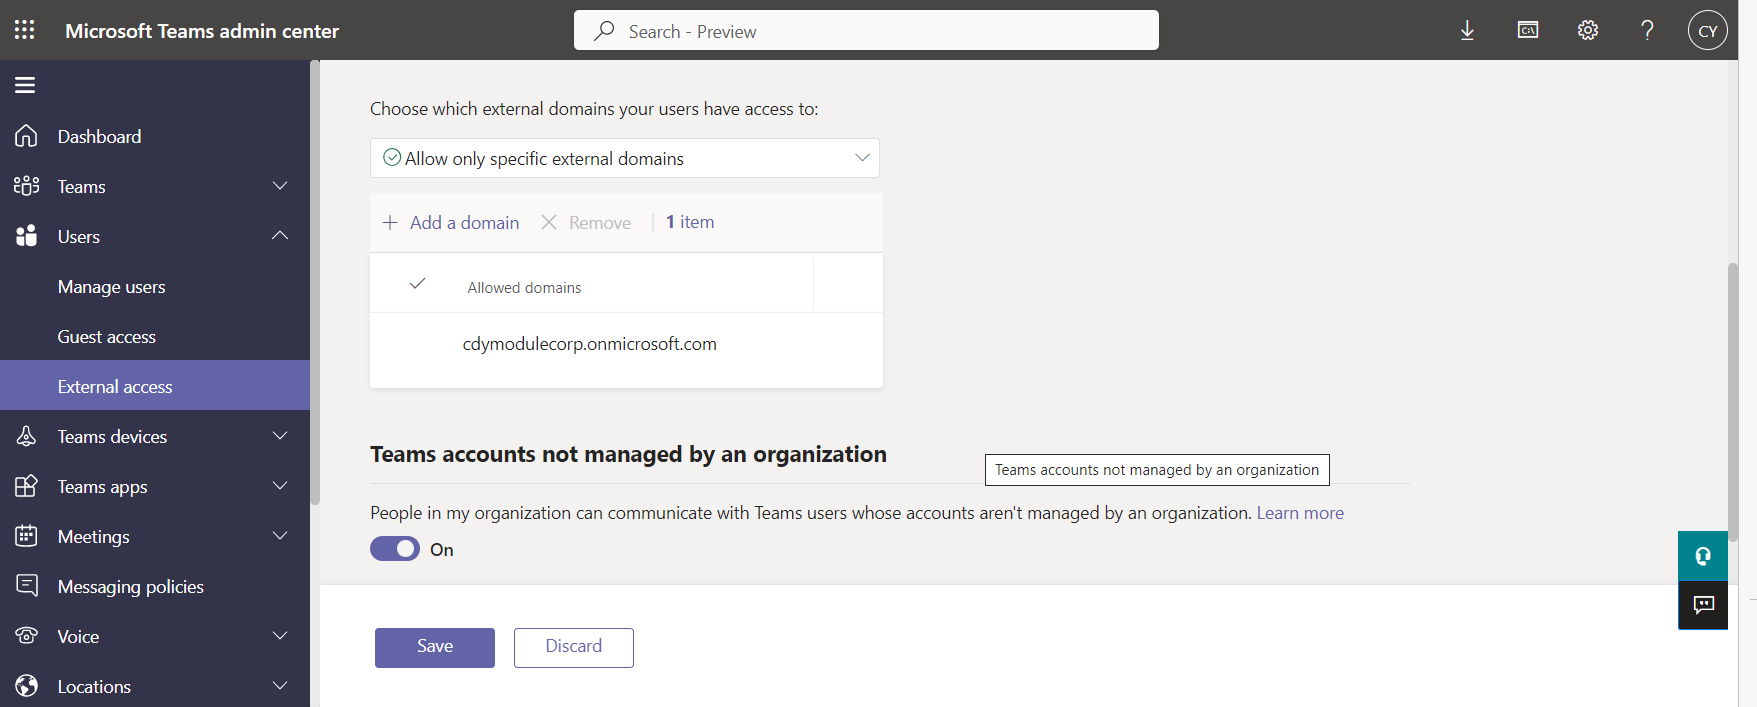 Microsoft Teams admin center
Search - Preview
C:\
?
CY
Dashboard
Teams
Users
Manage users
Guest access
External access
Teams devices
Teams apps
Meetings
Messaging policies
Voice
Locations
Choose which external domains your users have access to:
Allow only specific external domains
Add a domain
Remove
1 item
Allowed domains
cdymodulecorp.onmicrosoft.com
Teams accounts not managed by an organization
Teams accounts not managed by an organization
People in my organization can communicate with Teams users whose accounts aren't managed by an organization. Learn more
On
Save
Discard